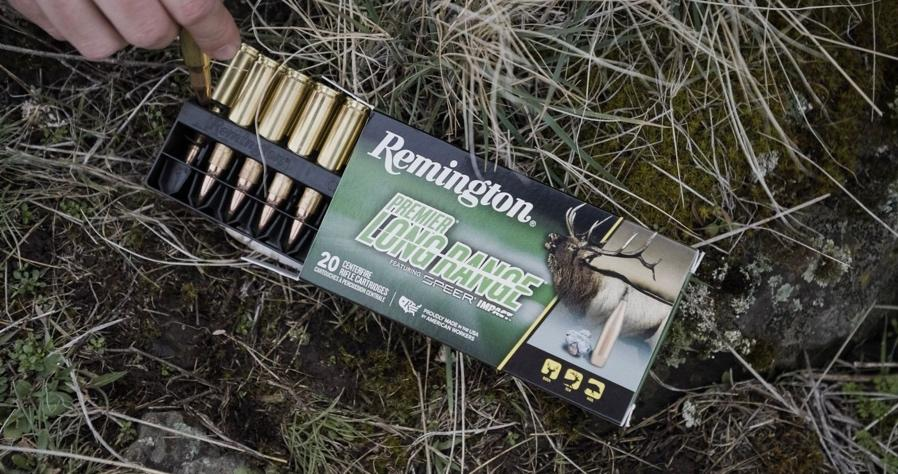 Remington®
PREMIER®
LONG RANGE
FEATURING SPEER® IMPACT®
20 CENTERFIRE
RIFLE CARTRIDGES
CARTOUCHES À PERCUSSION CENTRALE
PROUDLY MADE IN THE USA
BY AMERICAN WORKERS